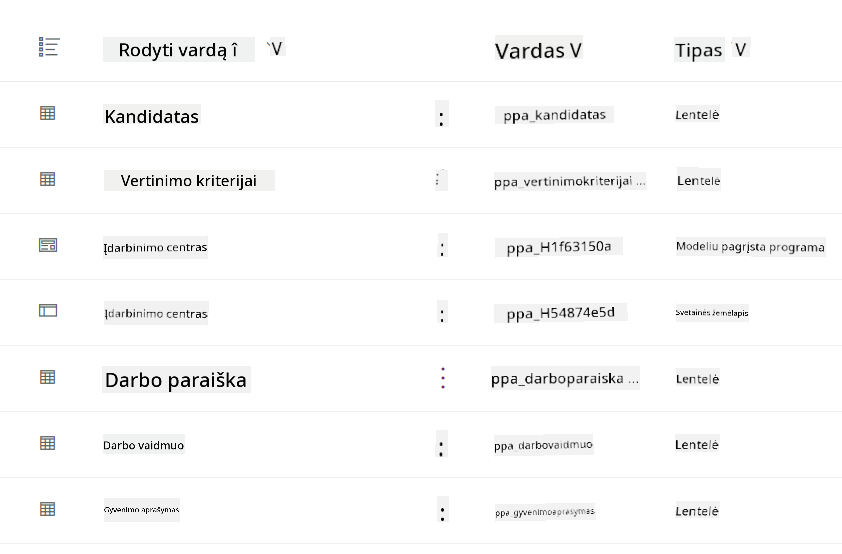 Rodyti vardą î V Vardas V Tipas V
Kandidatas : ppa_kandidatas Lentelė
Vertinimo kriterijai ppa_vertinimokriterijai ... Lentelė
Įdarbinimo centras : ppa_H1f63150a Modeliu pagrįsta programa
Įdarbinimo centras : ppa_H54874e5d Svetainės žemėlapis
Darbo paraiška ⋮ ppa_darboparaiska ... Lentelė
Darbo vaidmuo : ppa_darbovaidmuo Lentelė
Gyvenimo aprašymas : ppa_gyvenimoaprasymas Lentelė